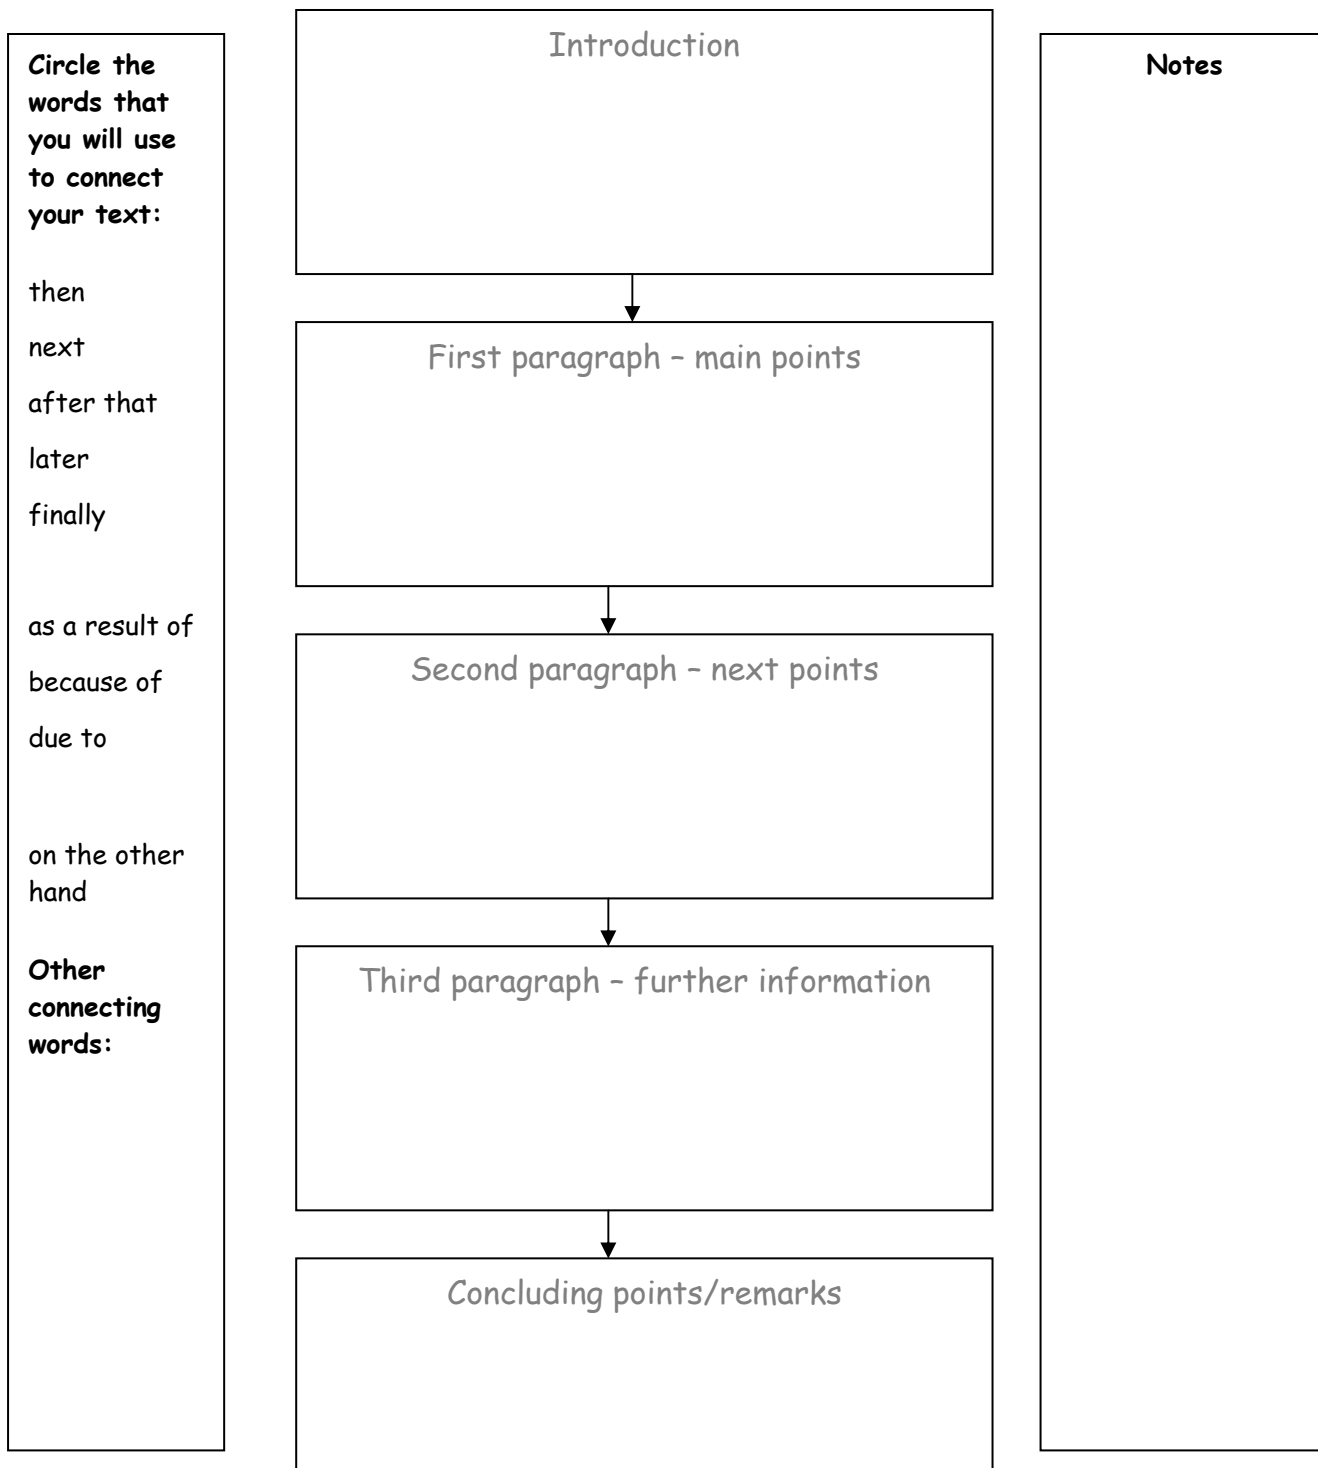 Circle the
words that
you will use
to connect
your text:
then
next
after that
later
finally
as a result of
because of
due to
on the other
hand
Other
connecting
words:
Introduction
First paragraph – main points
Second paragraph – next points
Third paragraph – further information
Concluding points/remarks
Notes